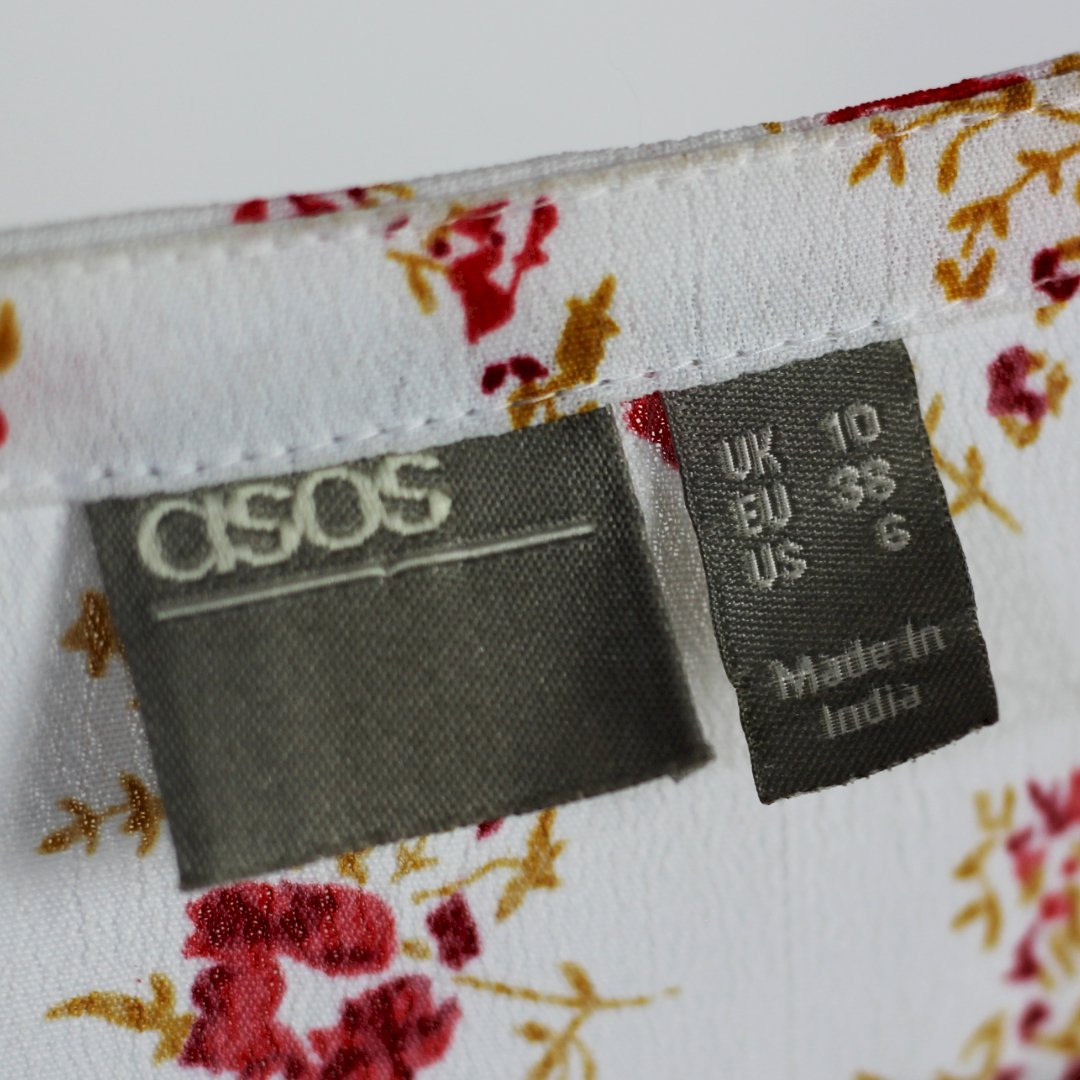 asos
UK 10
EU 38
US 6
Made In
India